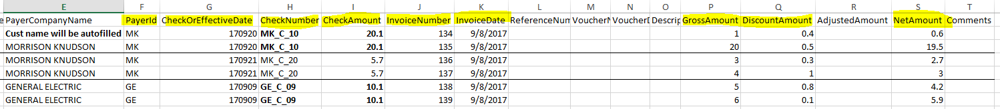 E F G H I J K L M N O P Q R S T
e PayerCompanyName PayerId CheckOrEffectiveDate CheckNumber CheckAmount InvoiceNumber InvoiceDate ReferenceNum VoucherN VoucherD Descrip GrossAmount DiscountAmount AdjustedAmount NetAmount Comments
Cust name will be autofilled MK 170920 MK_C_10 20.1 134 9/8/2017 1 0.4 0.6
MORRISON KNUDSON MK 170920 MK_C_10 20.1 135 9/8/2017 20 0.5 19.5
MORRISON KNUDSON MK 170921 MK_C_20 5.7 136 9/8/2017 3 0.3 2.7
MORRISON KNUDSON MK 170921 MK_C_20 5.7 137 9/8/2017 4 1 3
GENERAL ELECTRIC GE 170909 GE_C_09 10.1 138 9/8/2017 5 0.8 4.2
GENERAL ELECTRIC GE 170909 GE_C_09 10.1 139 9/8/2017 6 0.1 5.9